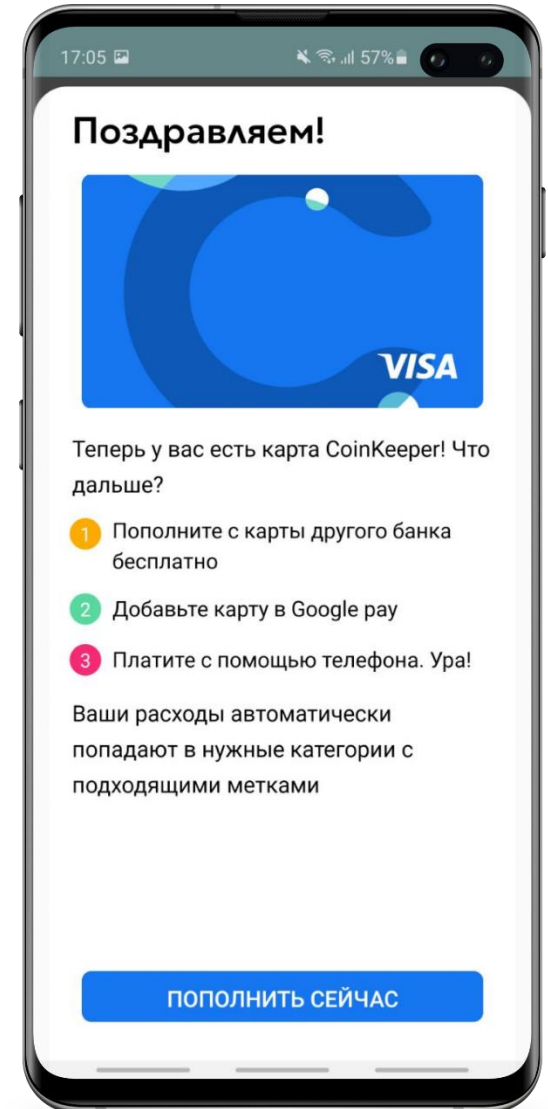 17:05 57%
Поздравляем!
VISA
Теперь у вас есть карта CoinKeeper! Что
дальше?
1 Пополните с карты другого банка
бесплатно
2 Добавьте карту в Google pay
3 Платите с помощью телефона. Ура!
Ваши расходы автоматически
попадают в нужные категории с
подходящими метками
ПОПОЛНИТЬ СЕЙЧАС